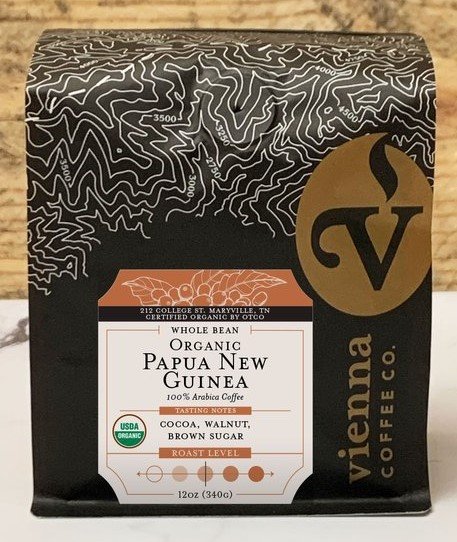 4000
4500
3500
3250
2750
3000
3500
V
vienna
COFFEE CO.
212 COLLEGE ST. MARYVILLE, TN
CERTIFIED ORGANIC BY OTCO
WHOLE BEAN
ORGANIC
PAPUA NEW
GUINEA
100% Arabica Coffee
TASTING NOTES
COCOA, WALNUT,
BROWN SUGAR
USDA
ORGANIC
ROAST LEVEL
12OZ (340G)